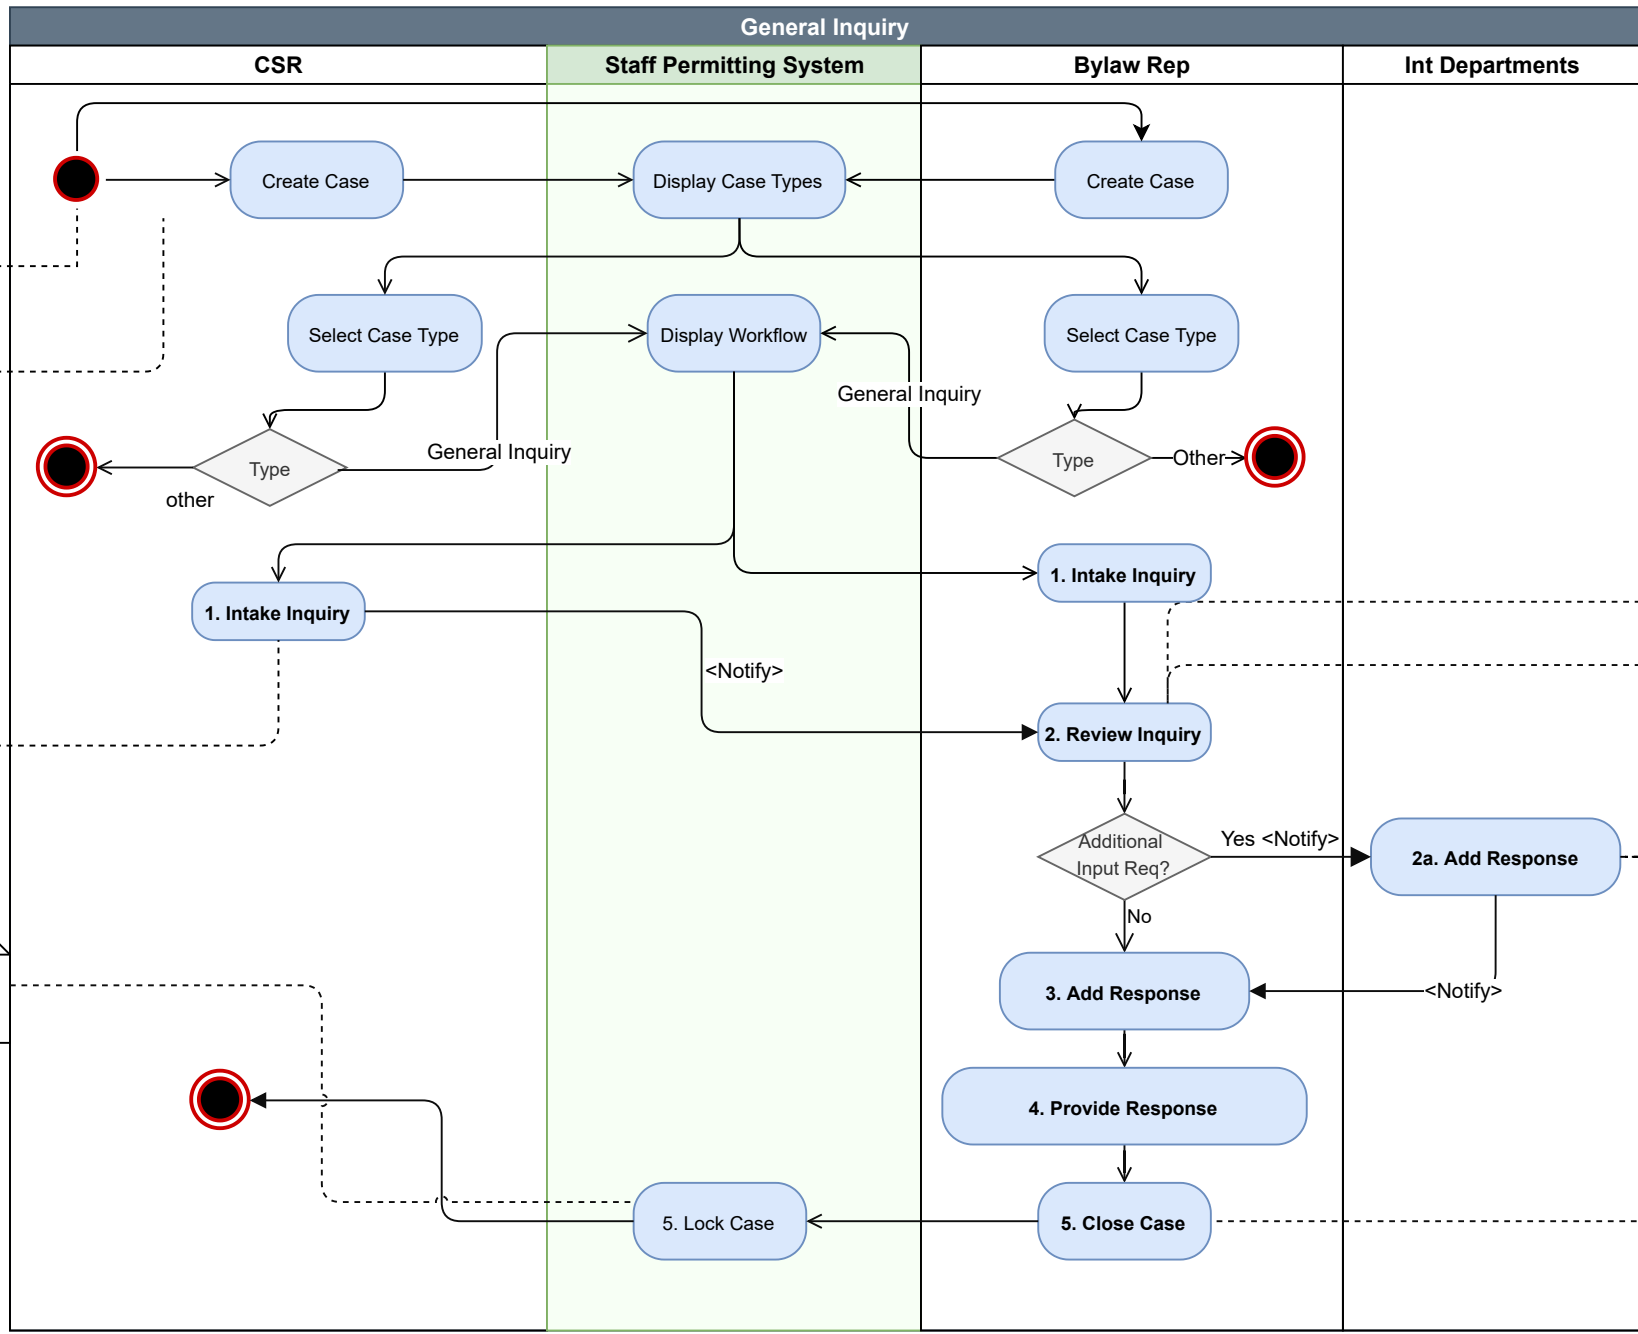 General Inquiry
CSR
Staff Permitting System
Bylaw Rep
Int Departments
Create Case
Display Case Types
Create Case
Select Case Type
Display Workflow
Select Case Type
General Inquiry
General Inquiry
Type
other
Type
Other
1. Intake Inquiry
1. Intake Inquiry
<Notify>
2. Review Inquiry
Additional
Input Req?
Yes <Notify>
2a. Add Response
No
3. Add Response
<Notify>
4. Provide Response
5. Lock Case
5. Close Case